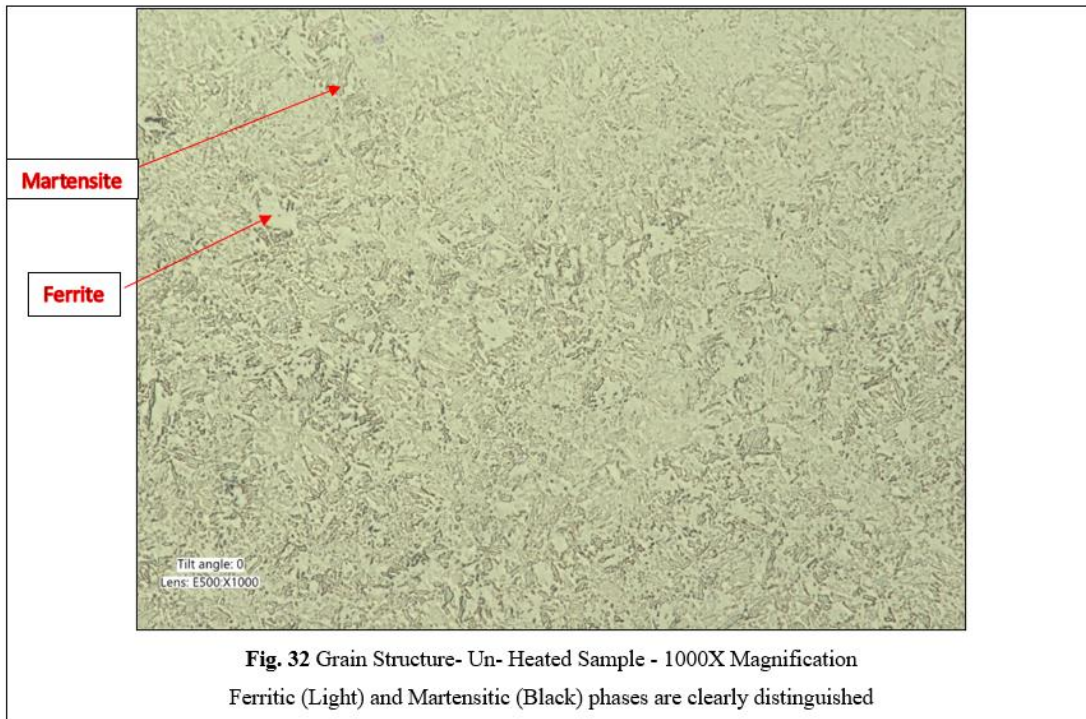 Martensite
Ferrite
Tilt angle: 0
Lens: E500:X1000
Fig. 32 Grain Structure- Un- Heated Sample - 1000X Magnification
Ferritic (Light) and Martensitic (Black) phases are clearly distinguished